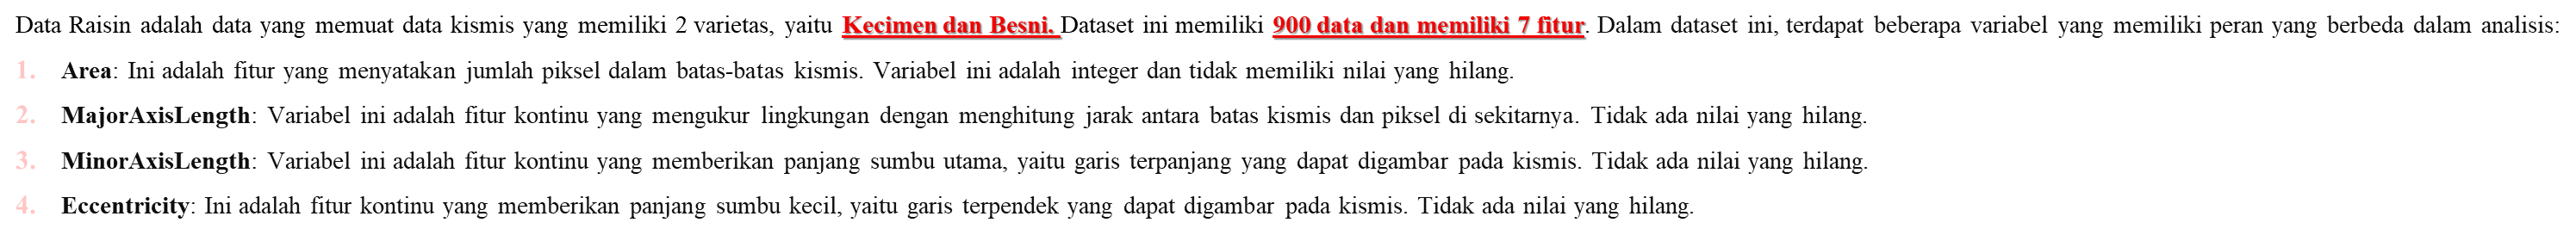 Data Raisin adalah data yang memuat data kismis yang memiliki 2 varietas, yaitu Kecimen dan Besni. Dataset ini memiliki 900 data dan memiliki 7 fitur. Dalam dataset ini, terdapat beberapa variabel yang memiliki peran yang berbeda dalam analisis:
1. Area: Ini adalah fitur yang menyatakan jumlah piksel dalam batas-batas kismis. Variabel ini adalah integer dan tidak memiliki nilai yang hilang.
2. MajorAxisLength: Variabel ini adalah fitur kontinu yang mengukur lingkungan dengan menghitung jarak antara batas kismis dan piksel di sekitarnya. Tidak ada nilai yang hilang.
3. MinorAxisLength: Variabel ini adalah fitur kontinu yang memberikan panjang sumbu utama, yaitu garis terpanjang yang dapat digambar pada kismis. Tidak ada nilai yang hilang.
4. Eccentricity: Ini adalah fitur kontinu yang memberikan panjang sumbu kecil, yaitu garis terpendek yang dapat digambar pada kismis. Tidak ada nilai yang hilang.